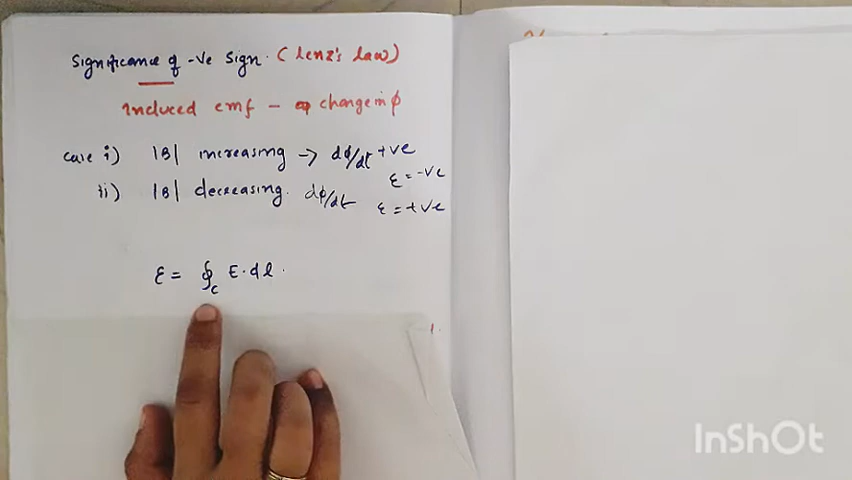 Significance of -ve sign. (lenz's law)
Induced emf - change in ϕ
case i) |B| increasing → dϕ/dt +ve
ε = -ve
ii) |B| decreasing. dϕ/dt
ε = +ve
ε = ∮c E·dl.
InShOt